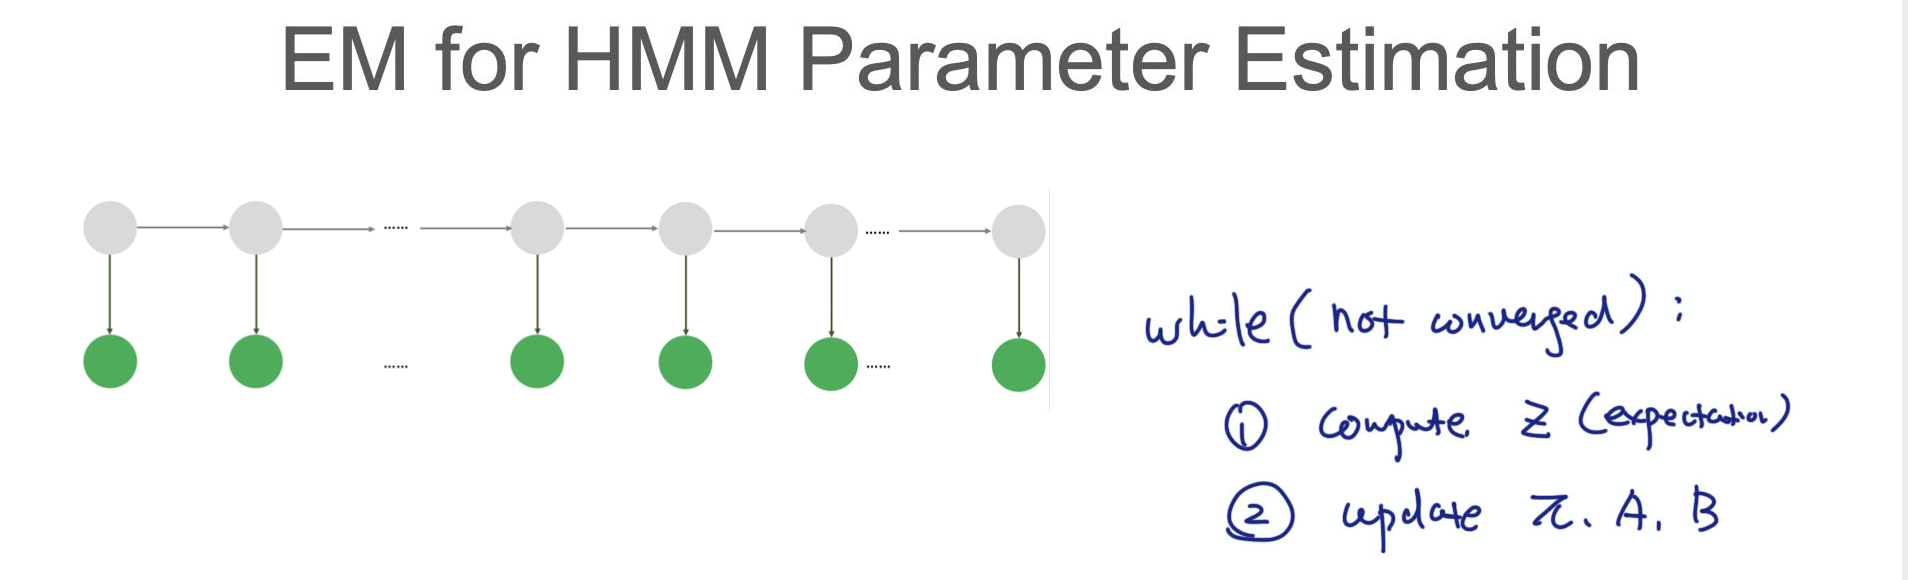 EM for HMM Parameter Estimation
......
......
......
......
while (not converged) :
① compute z (expectation)
② update π, A, B